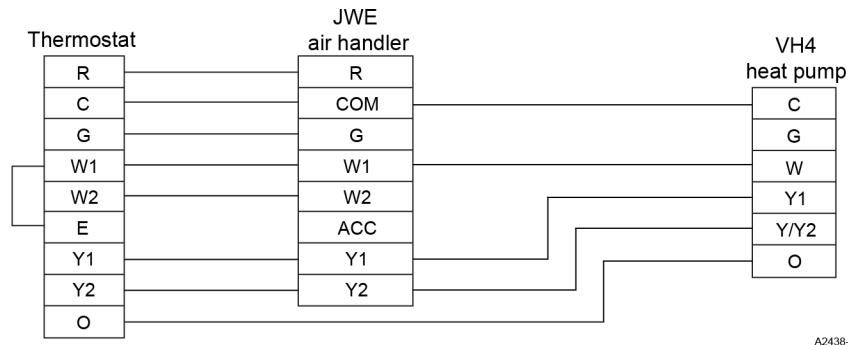 Thermostat
R
C
G
W1
W2
E
Y1
Y2
O
JWE
air handler
R
COM
G
W1
W2
ACC
Y1
Y2
VH4
heat pump
C
G
W
Y1
Y/Y2
O
A2438-